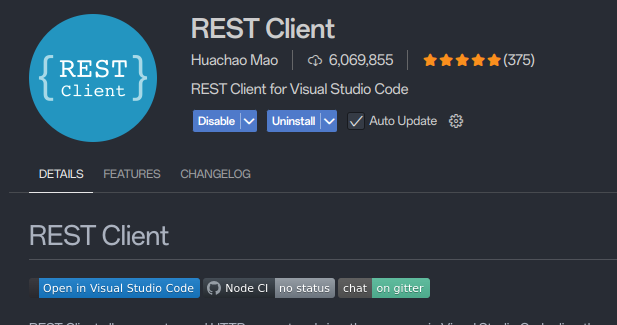 REST Client
REST
Client
Huachao Mao 6,069,855 (375)
REST Client for Visual Studio Code
Disable Uninstall Auto Update
DETAILS FEATURES CHANGELOG
REST Client
Open in Visual Studio Code Node CI no status chat on gitter